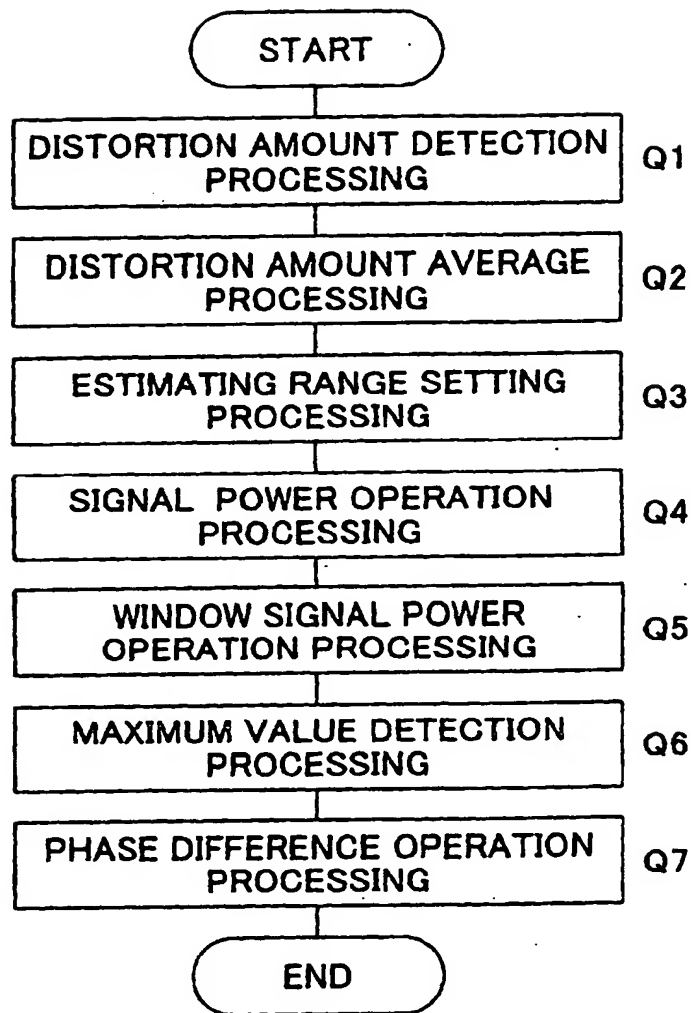 START
DISTORTION AMOUNT DETECTION
PROCESSING
Q1
DISTORTION AMOUNT AVERAGE
PROCESSING
Q2
ESTIMATING RANGE SETTING
PROCESSING
Q3
SIGNAL POWER OPERATION
PROCESSING
Q4
WINDOW SIGNAL POWER
OPERATION PROCESSING
Q5
MAXIMUM VALUE DETECTION
PROCESSING
Q6
PHASE DIFFERENCE OPERATION
PROCESSING
Q7
END